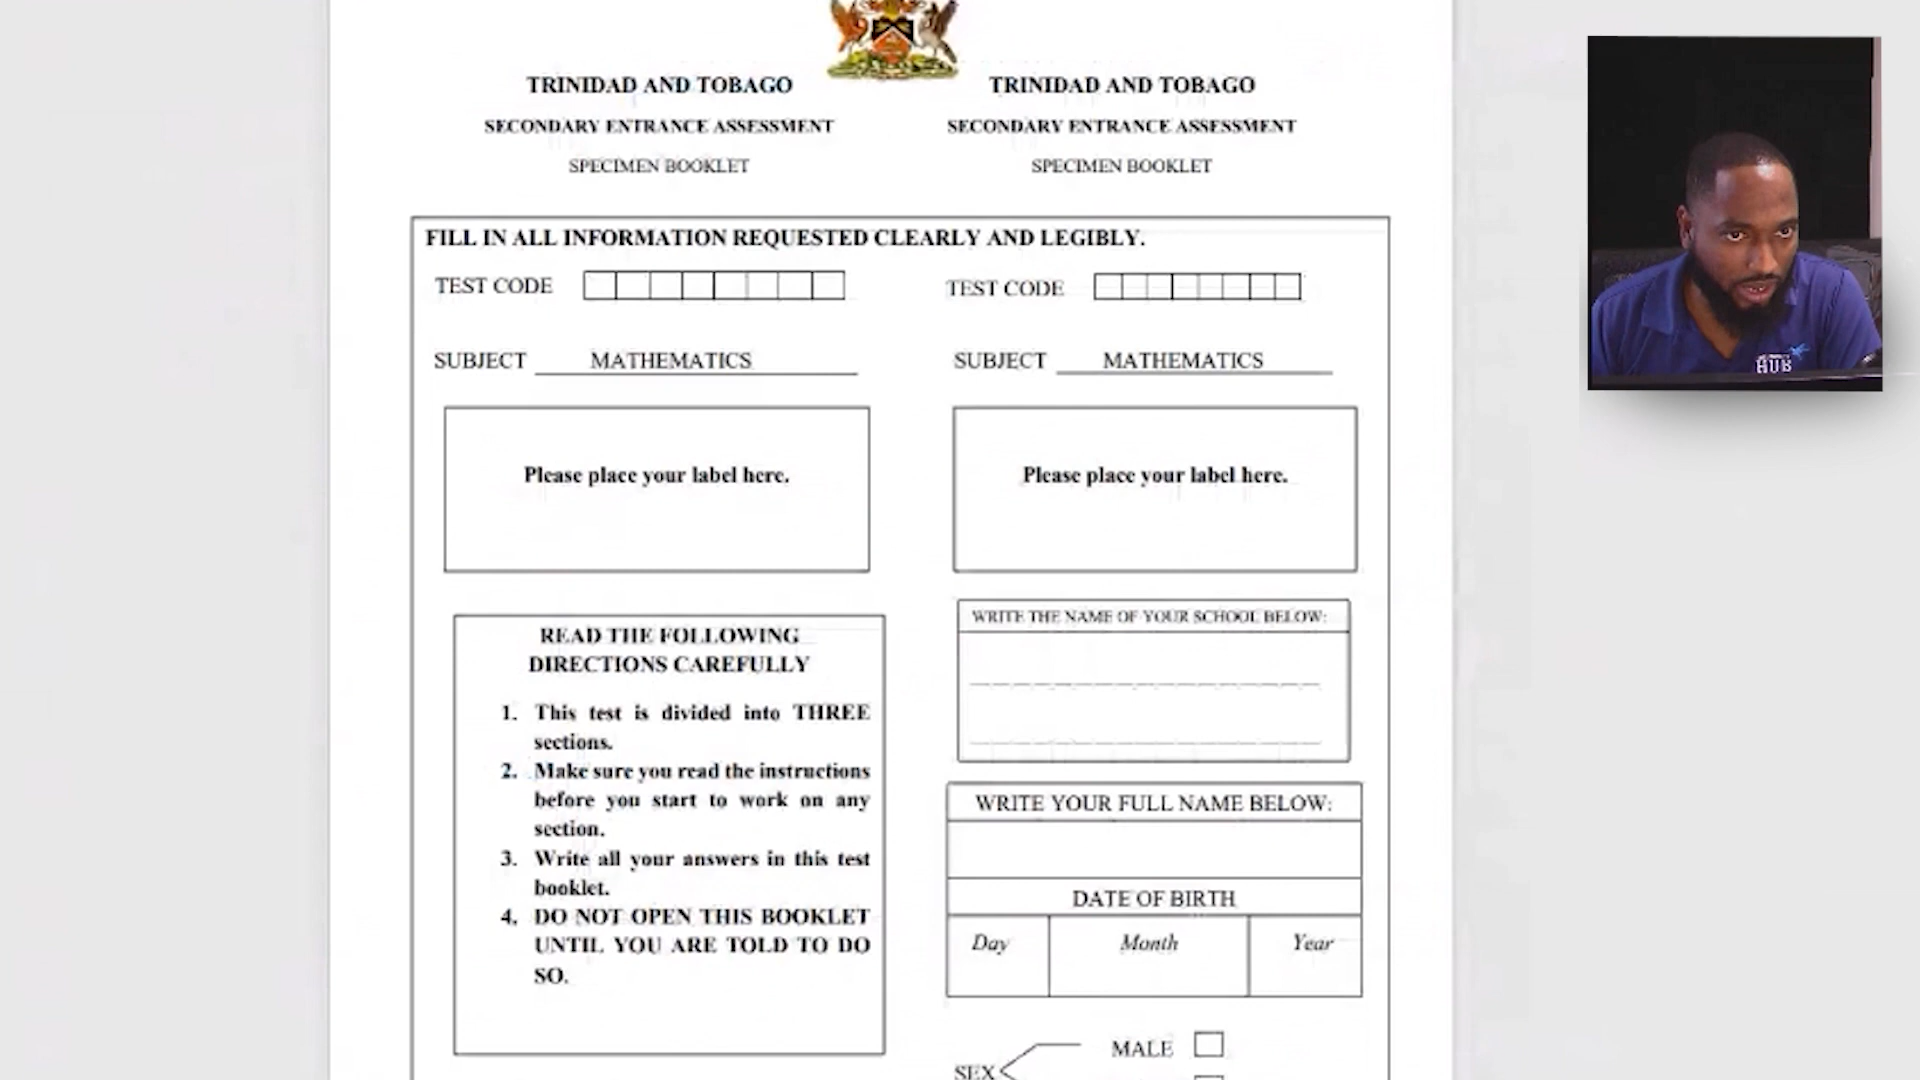 TRINIDAD AND TOBAGO
SECONDARY ENTRANCE ASSESSMENT
SPECIMEN BOOKLET
TRINIDAD AND TOBAGO
SECONDARY ENTRANCE ASSESSMENT
SPECIMEN BOOKLET
FILL IN ALL INFORMATION REQUESTED CLEARLY AND LEGIBLY.
TEST CODE
SUBJECT MATHEMATICS
Please place your label here.
READ THE FOLLOWING
DIRECTIONS CAREFULLY
1. This test is divided into THREE
sections.
2. Make sure you read the instructions
before you start to work on any
section.
3. Write all your answers in this test
booklet.
4. DO NOT OPEN THIS BOOKLET
UNTIL YOU ARE TOLD TO DO
SO.
TEST CODE
SUBJECT MATHEMATICS
Please place your label here.
WRITE THE NAME OF YOUR SCHOOL BELOW:
WRITE YOUR FULL NAME BELOW:
DATE OF BIRTH
Day Month Year
MALE
SEX
HUB